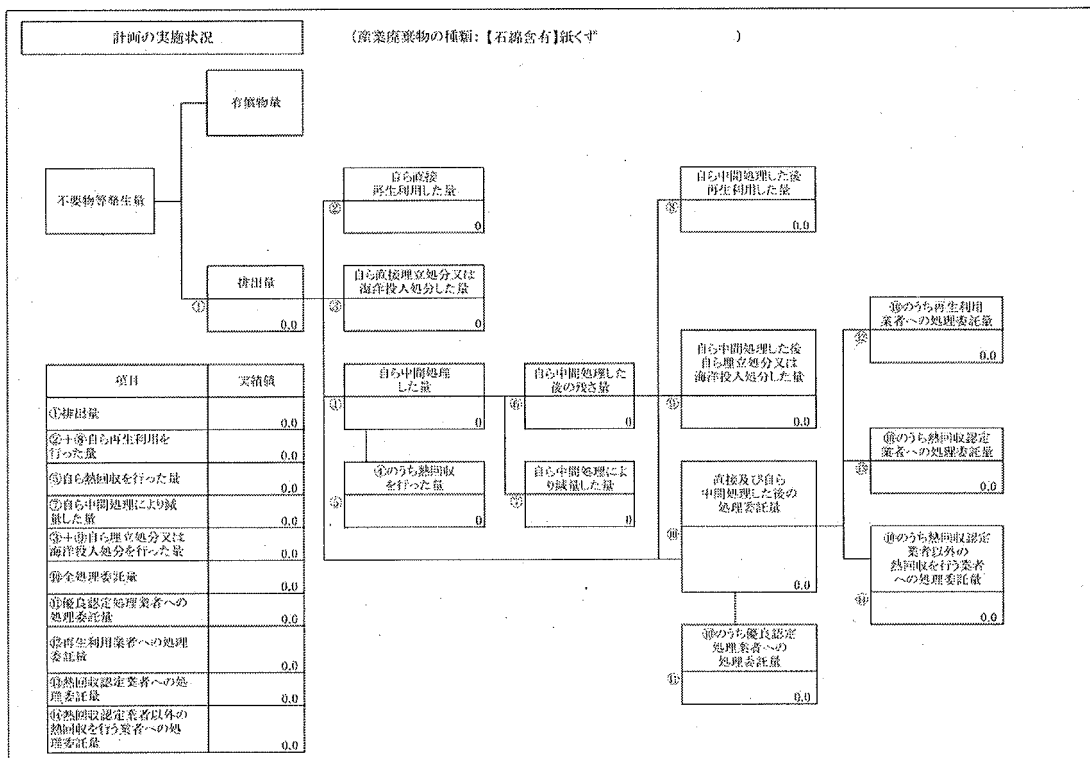 計画の実施状況
(産業廃棄物の種類:【石綿含有】紙くず )
有償物量
不要物等発生量
①
排出量
0.0
②
自ら直接
再生利用した量
0
③
自ら直接埋立処分又は
海洋投入処分した量
0
④
自ら中間処理
した量
0
⑤
④のうち熱回収
を行った量
0
⑥
自ら中間処理した
後の残さ量
0
⑦
自ら中間処理によ
り減量した量
0
⑧
自ら中間処理した後
再生利用した量
0.0
⑨
自ら中間処理した後
自ら埋立処分又は
海洋投入処分した量
0.0
⑩
直接及び自ら
中間処理した後の
処理委託量
0.0
⑪
⑩のうち優良認定
処理業者への
処理委託量
0.0
⑫
⑩のうち再生利用
業者への処理委託量
0.0
⑬
⑩のうち熱回収認定
業者への処理委託量
0.0
⑭
⑩のうち熱回収認定
業者以外の
熱回収を行う業者
への処理委託量
0.0
項目 実績値
①排出量 0.0
②+⑧自ら再生利用を
行った量 0.0
⑤自ら熱回収を行った量 0.0
⑦自ら中間処理により減
量した量 0.0
③+⑨自ら埋立処分又は
海洋投入処分を行った量 0.0
⑩全処理委託量 0.0
⑪優良認定処理業者への
処理委託量 0.0
⑫再生利用業者への処理
委託量 0.0
⑬熱回収認定業者への処
理委託量 0.0
⑭熱回収認定業者以外の
熱回収を行う業者への処
理委託量 0.0